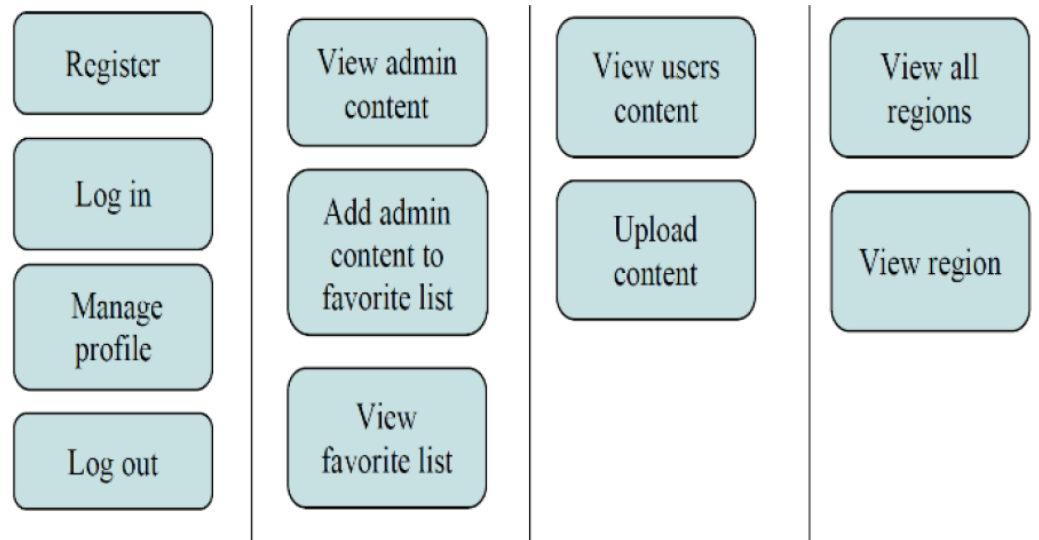 Register
Log in
Manage
profile
Log out
View admin
content
Add admin
content to
favorite list
View
favorite list
View users
content
Upload
content
View all
regions
View region